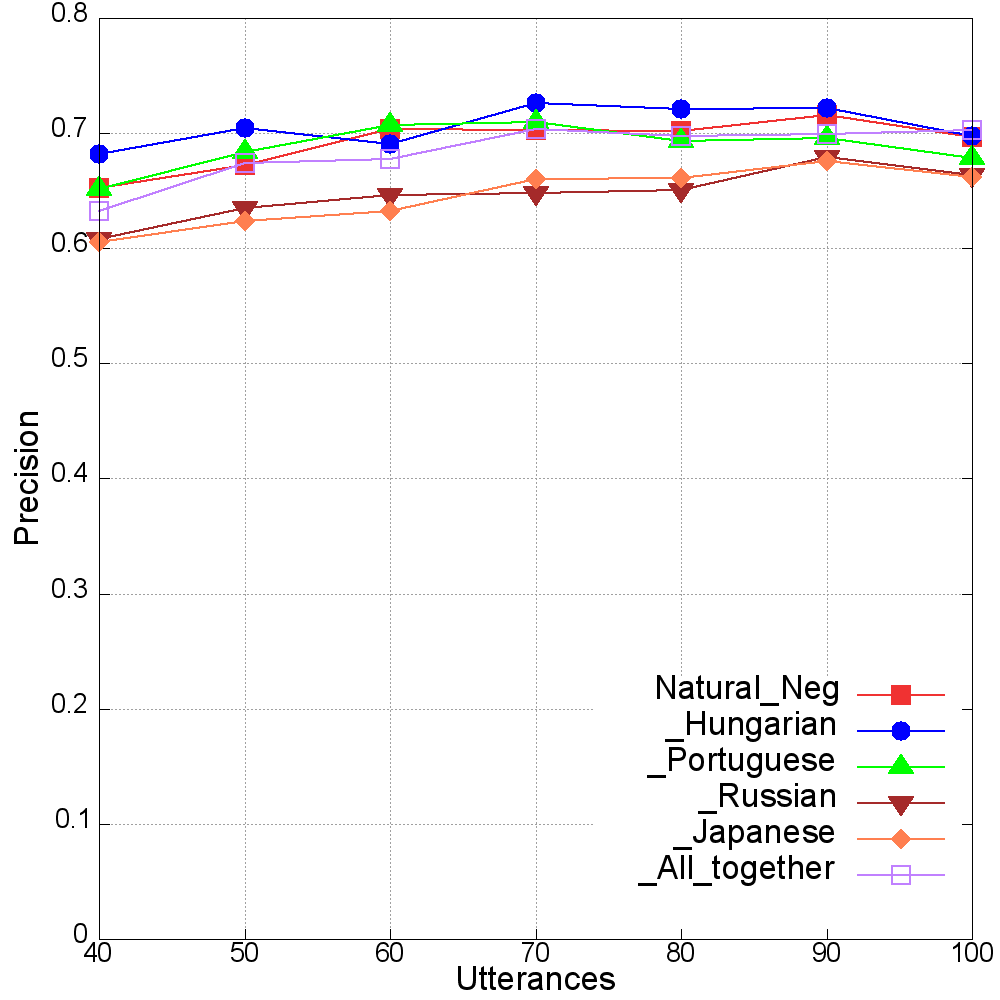 0.8
0.7
0.6
0.5
0.4
0.3
0.2
0.1
0
Precision
Natural_Neg
_Hungarian
_Portuguese
_Russian
_Japanese
_All_together
40 50 60 70 80 90 100
Utterances